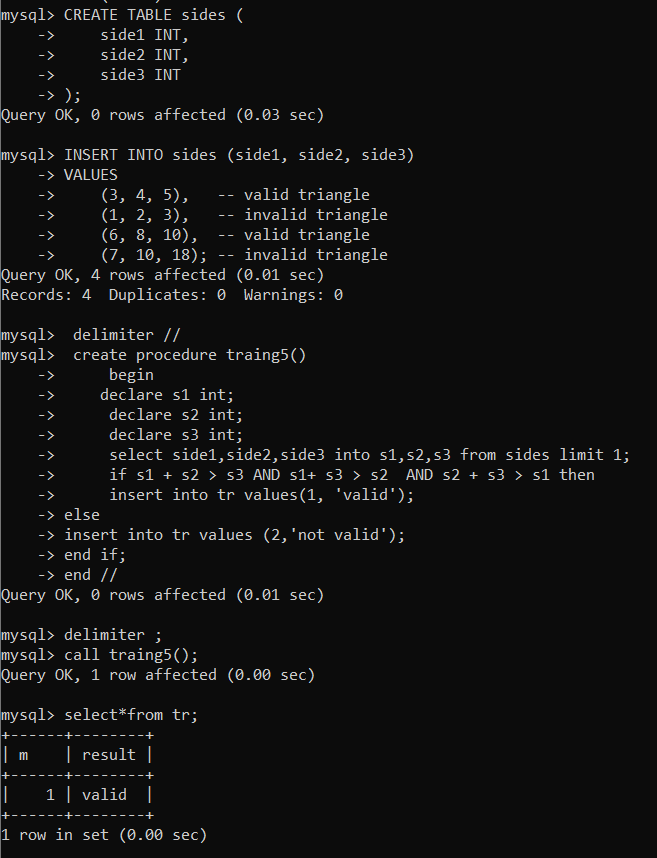 mysql> CREATE TABLE sides (
    ->     side1 INT,
    ->     side2 INT,
    ->     side3 INT
    -> );
Query OK, 0 rows affected (0.03 sec)

mysql> INSERT INTO sides (side1, side2, side3)
    -> VALUES
    ->     (3, 4, 5),   -- valid triangle
    ->     (1, 2, 3),   -- invalid triangle
    ->     (6, 8, 10),  -- valid triangle
    ->     (7, 10, 18); -- invalid triangle
Query OK, 4 rows affected (0.01 sec)
Records: 4  Duplicates: 0  Warnings: 0

mysql>  delimiter //
mysql>  create procedure traing5()
    ->      begin
    ->     declare s1 int;
    ->      declare s2 int;
    ->      declare s3 int;
    ->      select side1,side2,side3 into s1,s2,s3 from sides limit 1;
    ->      if s1 + s2 > s3 AND s1+ s3 > s2  AND s2 + s3 > s1 then
    ->      insert into tr values(1, 'valid');
    -> else
    -> insert into tr values (2,'not valid');
    -> end if;
    -> end //
Query OK, 0 rows affected (0.01 sec)

mysql> delimiter ;
mysql> call traing5();
Query OK, 1 row affected (0.00 sec)

mysql> select*from tr;
+------+--------+
| m    | result |
+------+--------+
|    1 | valid  |
+------+--------+
1 row in set (0.00 sec)